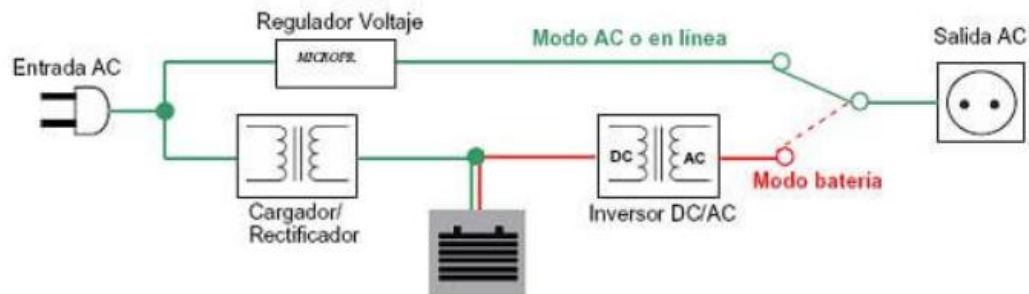 Regulador Voltaje
Modo AC o en línea
Salida AC
Entrada AC
MICROPR.
DC
AC
Modo batería
Cargador/
Rectificador
Inversor DC/AC